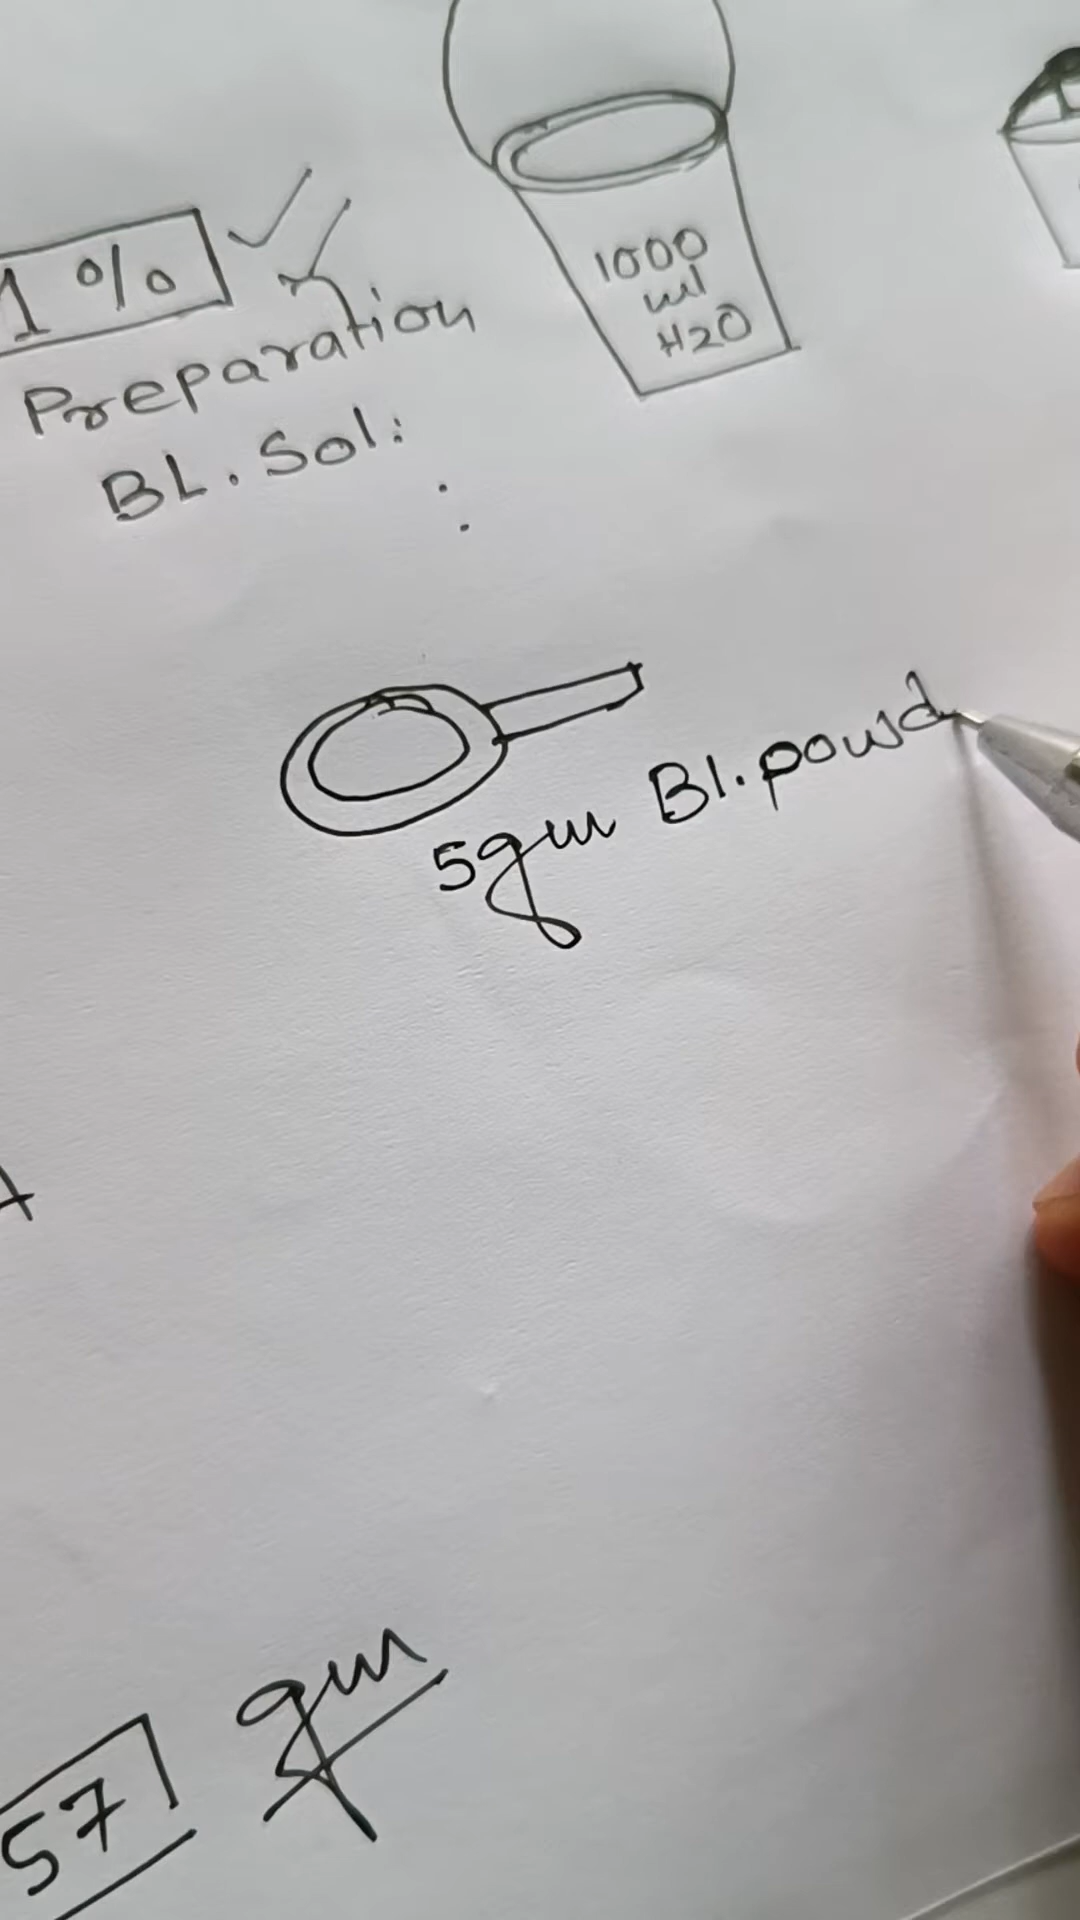 1 %
Preparation
BL. Sol:
1000
ml
H2O
5gm Bl. powd
57 gm